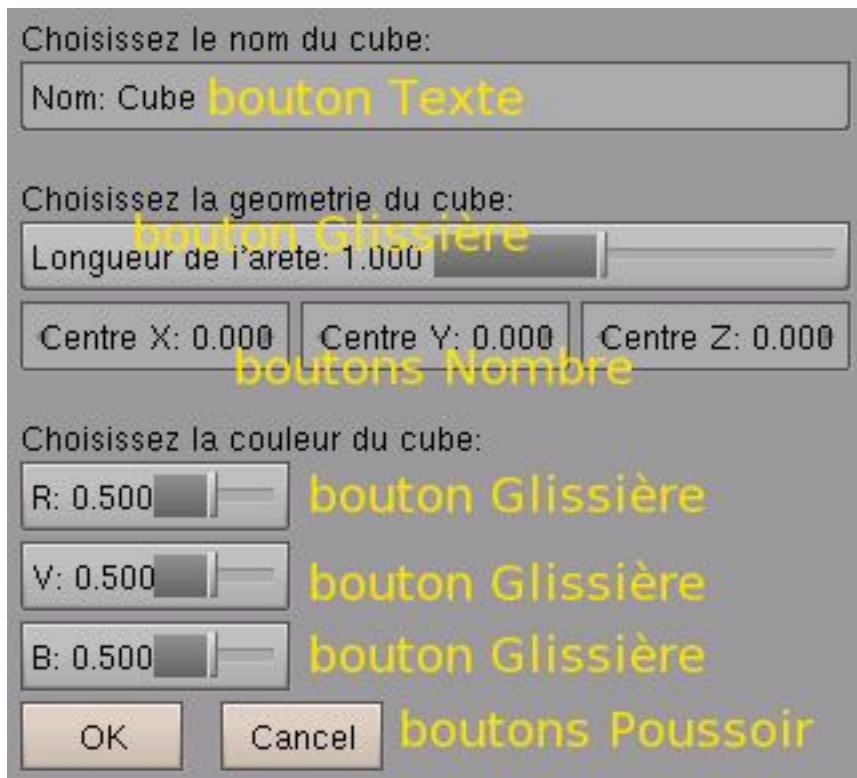 Choisissez le nom du cube:
Nom: Cube bouton Texte
Choisissez la geometrie du cube:
bouton Glissière
Longueur de l'arete: 1.000
Centre X: 0.000 Centre Y: 0.000 Centre Z: 0.000
boutons Nombre
Choisissez la couleur du cube:
R: 0.500 bouton Glissière
V: 0.500 bouton Glissière
B: 0.500 bouton Glissière
OK Cancel boutons Poussoir